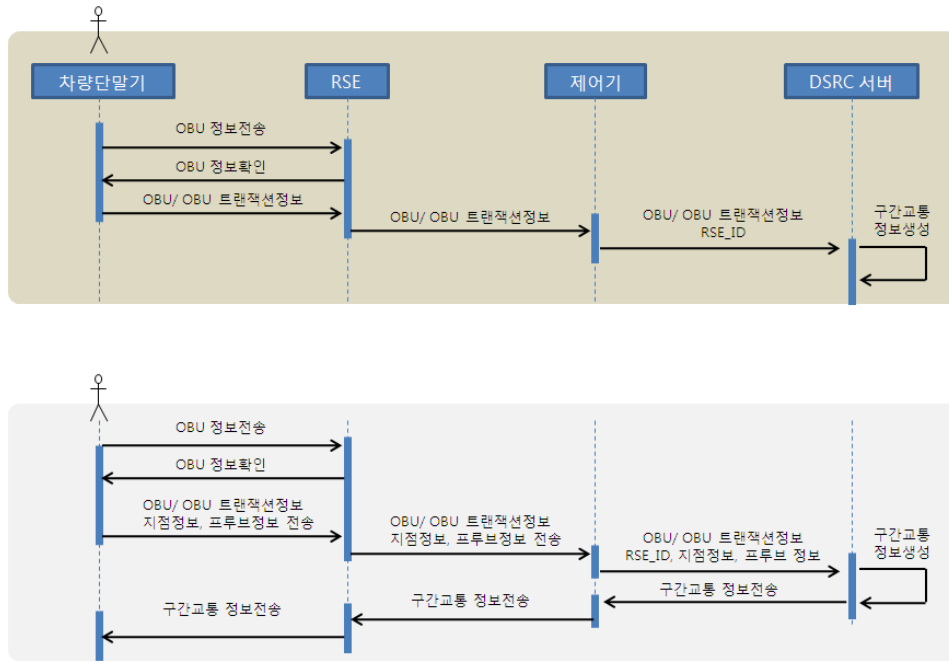 차량단말기
RSE
제어기
DSRC 서버
OBU 정보전송
OBU 정보확인
OBU/ OBU 트랜잭션정보
OBU/ OBU 트랜잭션정보
OBU/ OBU 트랜잭션정보
RSE_ID
구간교통
정보생성
OBU 정보전송
OBU 정보확인
OBU/ OBU 트랜잭션정보
지점정보, 프루브정보 전송
OBU/ OBU 트랜잭션정보
지점정보, 프루브정보 전송
OBU/ OBU 트랜잭션정보
RSE_ID, 지점정보, 프루브 정보
구간교통
정보생성
구간교통 정보전송
구간교통 정보전송
구간교통 정보전송